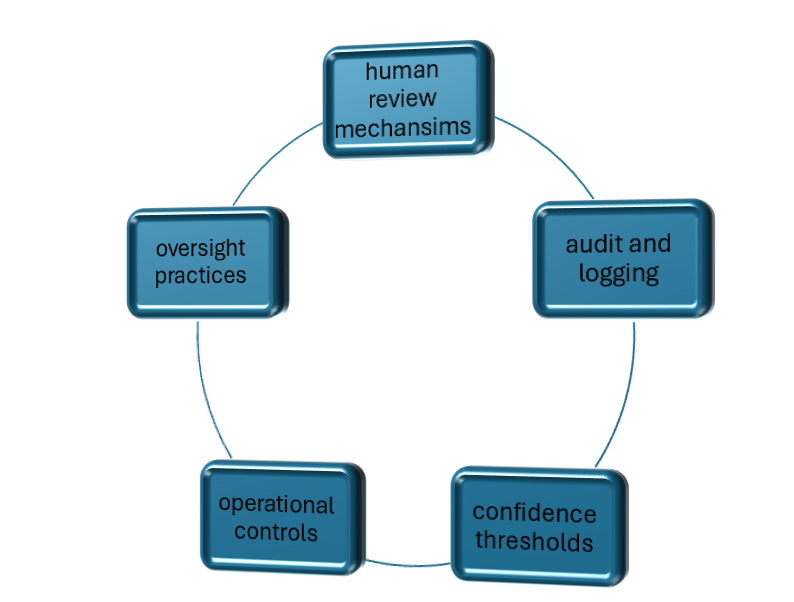 human
review
mechansims
audit and
logging
confidence
thresholds
operational
controls
oversight
practices